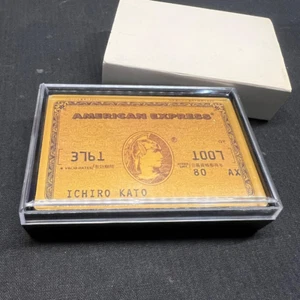 AMERICAN EXPRESS
3761 1007
80 AX
ICHIRO KATO